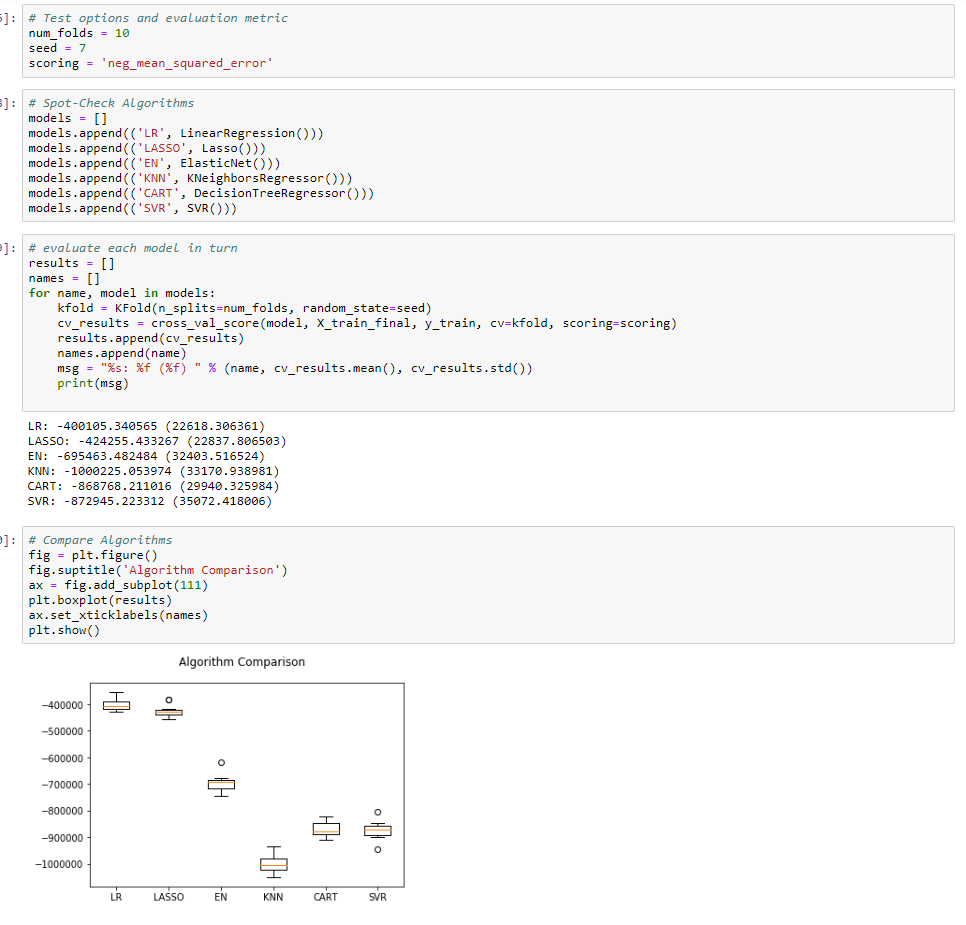 5]:
# Test options and evaluation metric
num_folds = 10
seed = 7
scoring = 'neg_mean_squared_error'
8]:
# Spot-Check Algorithms
models = []
models.append(('LR', LinearRegression()))
models.append(('LASSO', Lasso()))
models.append(('EN', ElasticNet()))
models.append(('KNN', KNeighborsRegressor()))
models.append(('CART', DecisionTreeRegressor()))
models.append(('SVR', SVR()))
9]:
# evaluate each model in turn
results = []
names = []
for name, model in models:
    kfold = KFold(n_splits=num_folds, random_state=seed)
    cv_results = cross_val_score(model, X_train_final, y_train, cv=kfold, scoring=scoring)
    results.append(cv_results)
    names.append(name)
    msg = "%s: %f (%f) " % (name, cv_results.mean(), cv_results.std())
    print(msg)
LR: -400105.340565 (22618.306361)
LASSO: -424255.433267 (22837.806503)
EN: -695463.482484 (32403.516524)
KNN: -1000225.053974 (33170.938981)
CART: -868768.211016 (29940.325984)
SVR: -872945.223312 (35072.418006)
0]:
# Compare Algorithms
fig = plt.figure()
fig.suptitle('Algorithm Comparison')
ax = fig.add_subplot(111)
plt.boxplot(results)
ax.set_xticklabels(names)
plt.show()
Algorithm Comparison
−400000
−500000
−600000
−700000
−800000
−900000
−1000000
LR LASSO EN KNN CART SVR